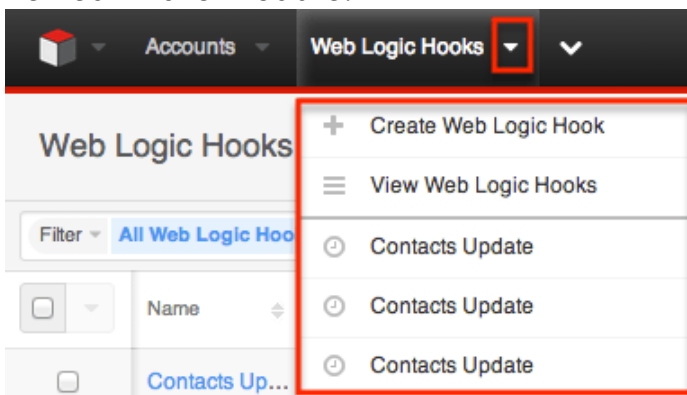 Accounts
Web Logic Hooks
Web Logic Hooks
Create Web Logic Hook
View Web Logic Hooks
Filter
All Web Logic Hoo
Contacts Update
Name
Contacts Update
Contacts Up...
Contacts Update